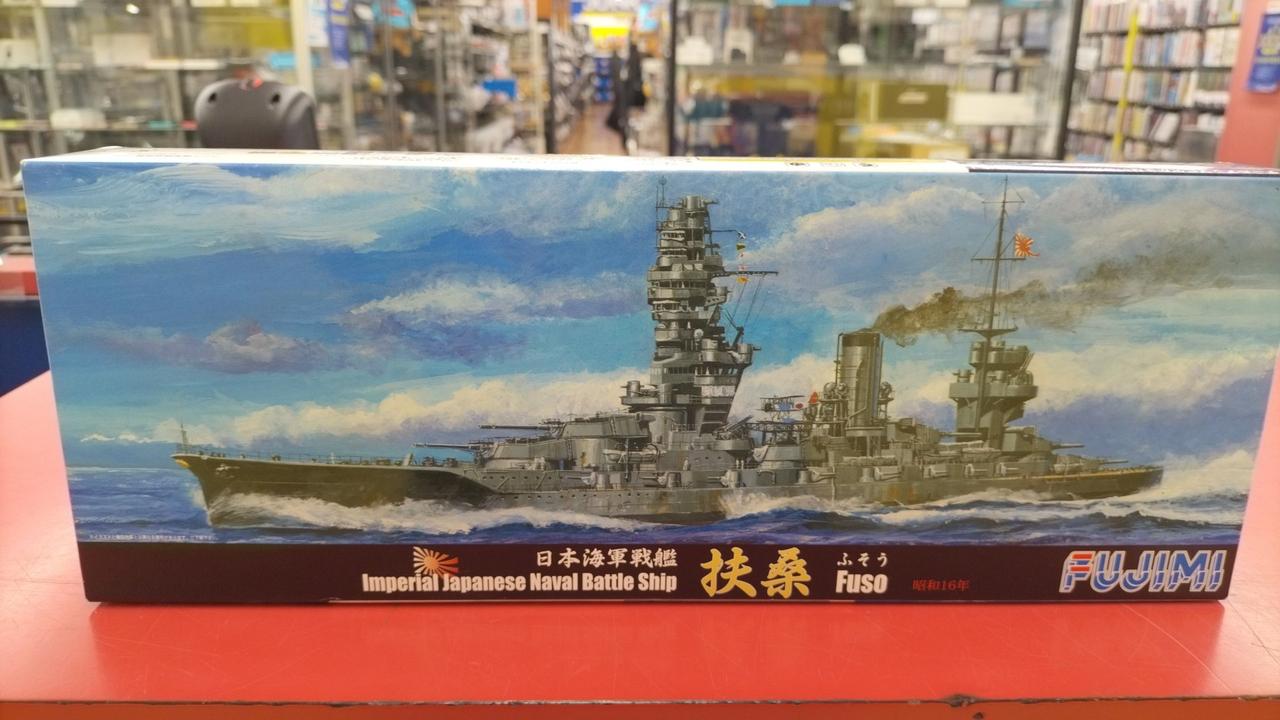 日本海軍戦艦
Imperial Japanese Naval Battle Ship
扶桑
ふそう
Fuso
昭和16年
FUJIMI